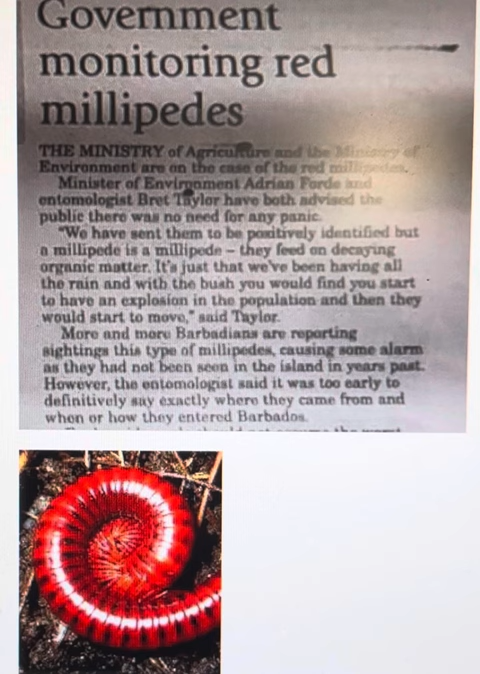 Government
monitoring red
millipedes
THE MINISTRY of Agriculture and the Ministry of
Environment are on the case of the red millipedes.
Minister of Environment Adrian Forde and
entomologist Bret Taylor have both advised the
public there was no need for any panic.
"We have sent them to be positively identified but
a millipede is a millipede – they feed on decaying
organic matter. It's just that we've been having all
the rain and with the bush you would find you start
to have an explosion in the population and then they
would start to move," said Taylor.
More and more Barbadians are reporting
sightings this type of millipedes, causing some alarm
as they had not been seen in the island in years past.
However, the entomologist said it was too early to
definitively say exactly where they came from and
when or how they entered Barbados.